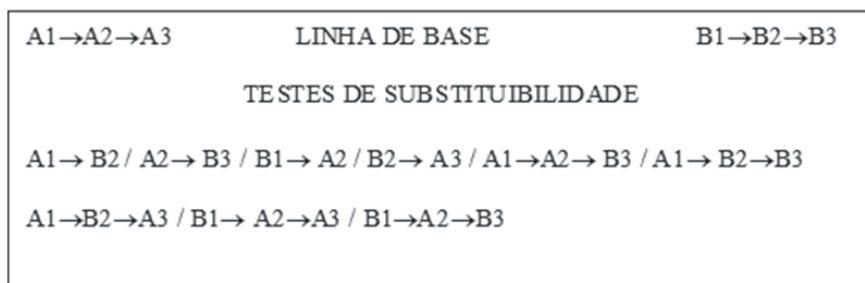 A1→A2→A3 LINHA DE BASE B1→B2→B3
TESTES DE SUBSTITUIBILIDADE
A1→ B2 / A2→ B3 / B1→ A2 / B2→ A3 / A1→A2→ B3 / A1→ B2→B3
A1→B2→A3 / B1→ A2→A3 / B1→A2→B3